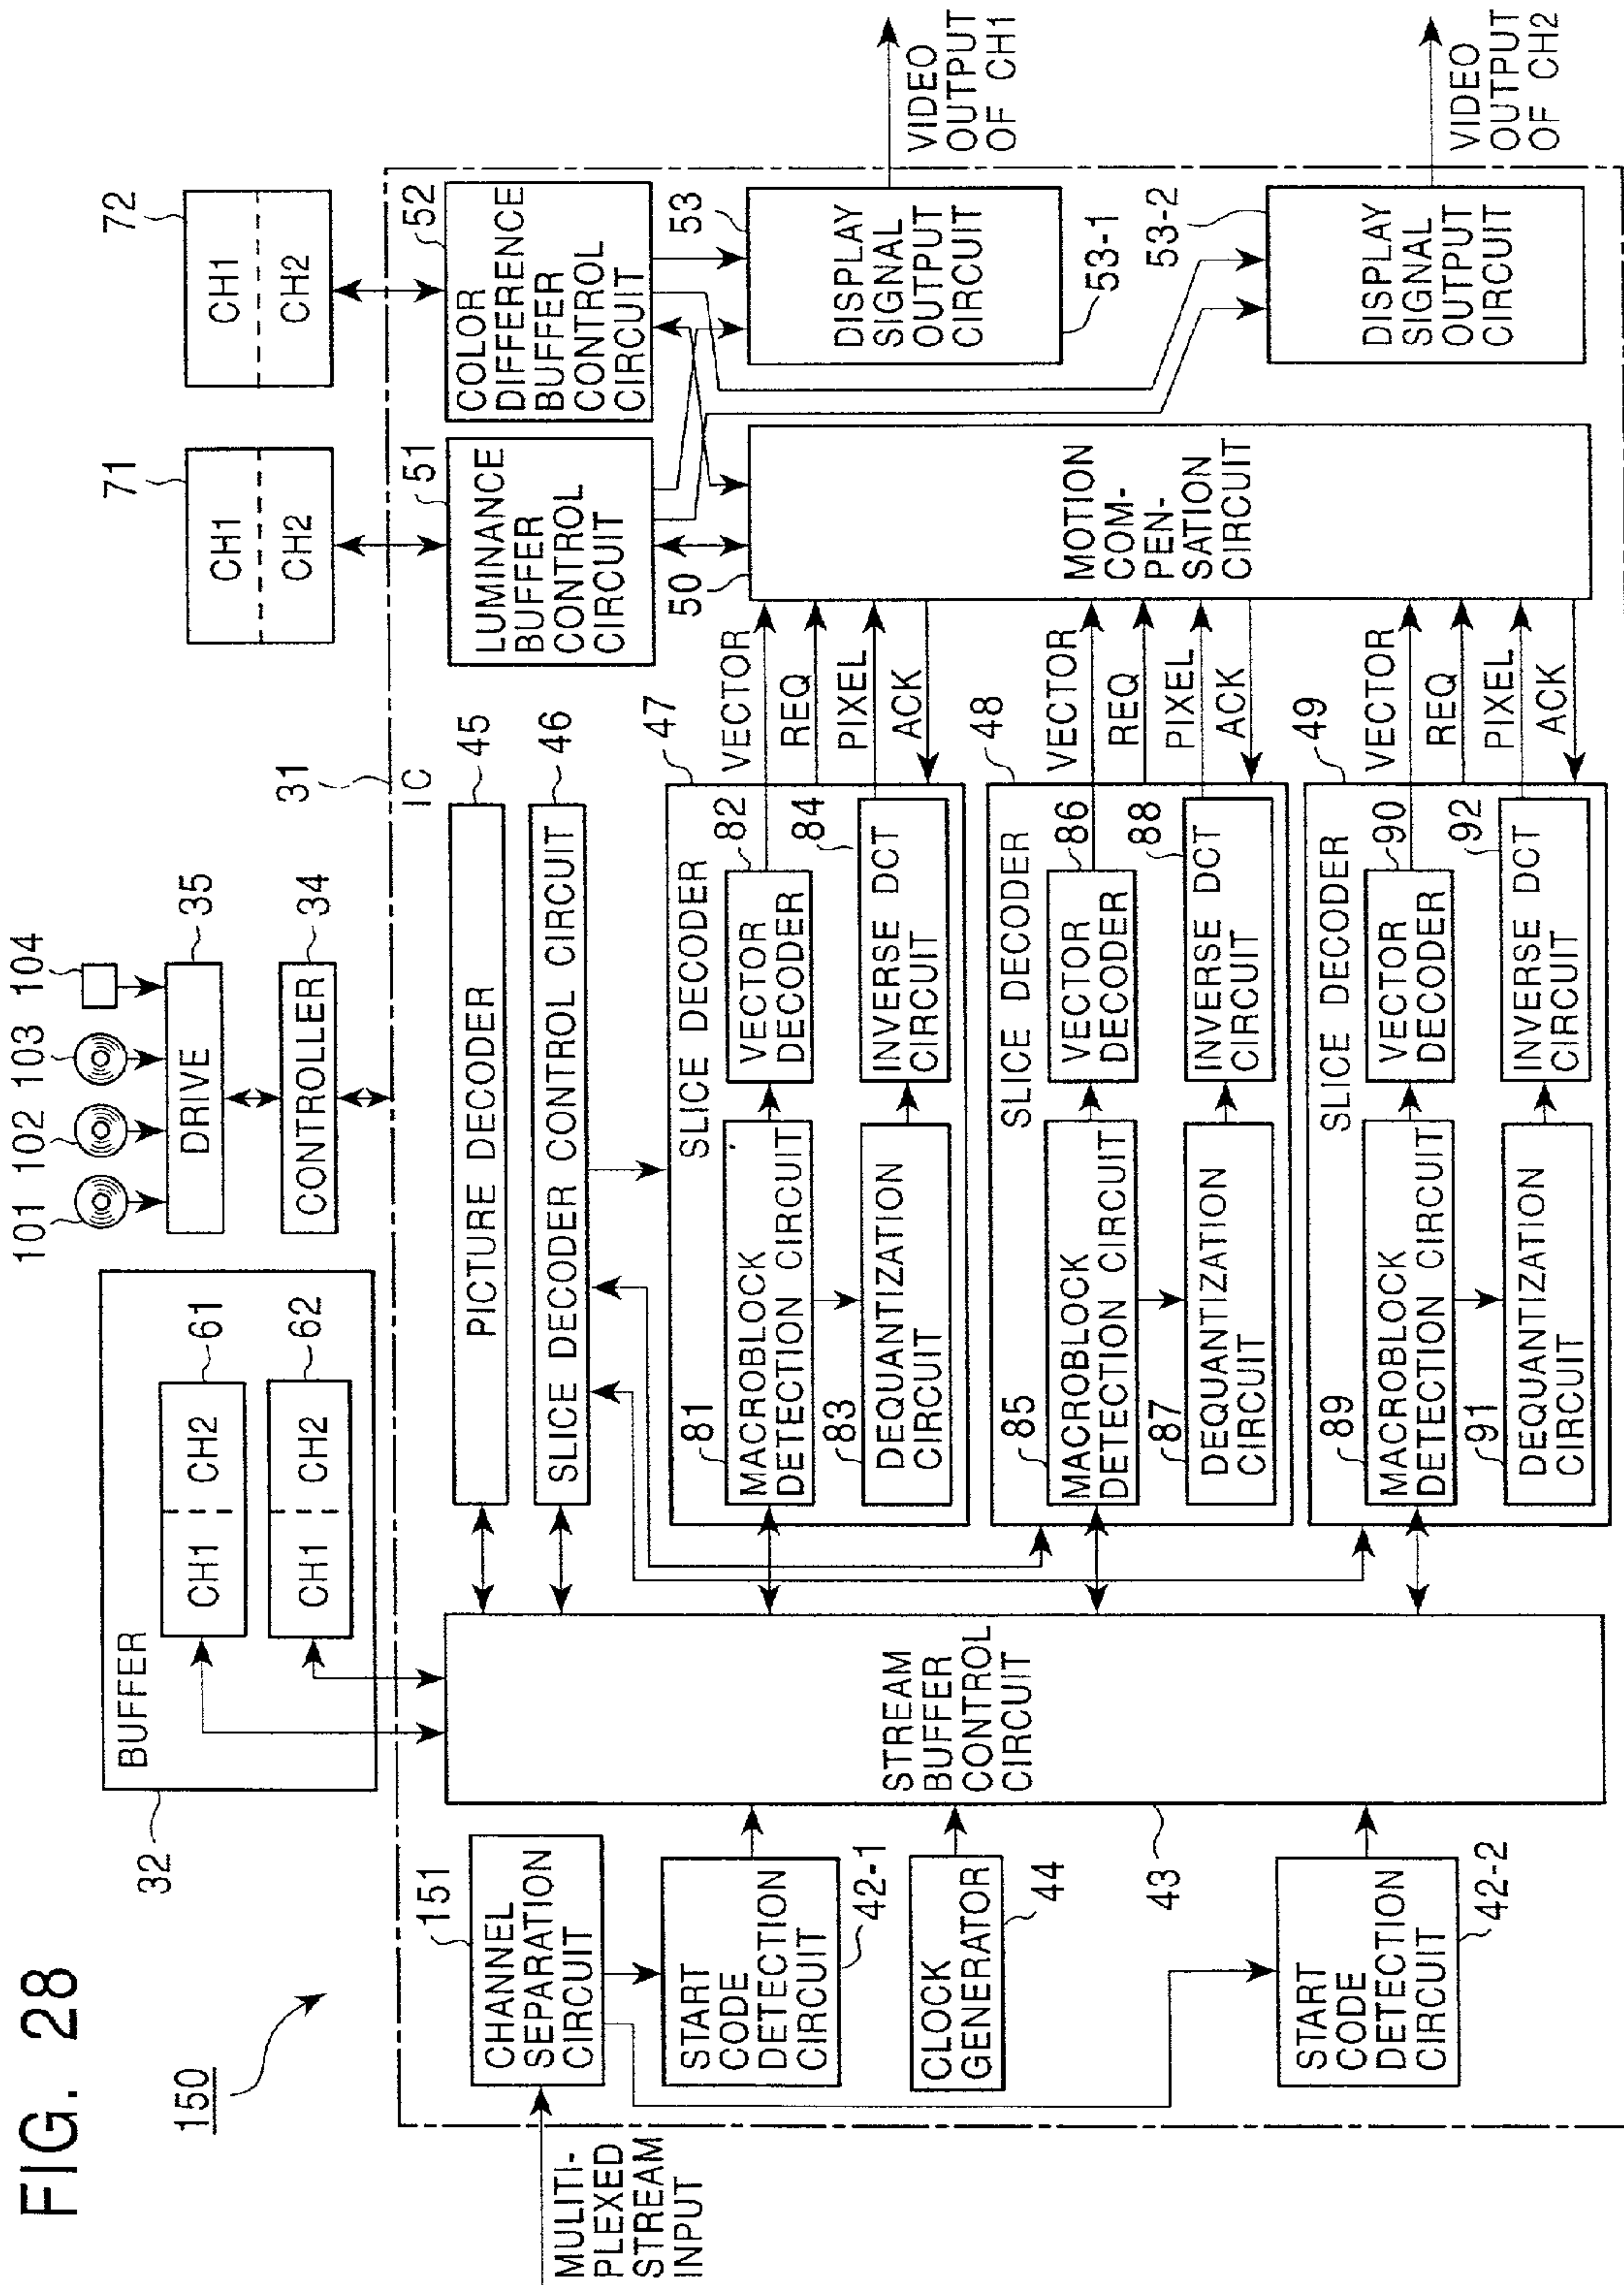 FIG. 28
150
MULITI-
PLEXED
STREAM
INPUT
32
BUFFER
CH1 CH2
61
CH1 CH2
62
101 102 103 104
DRIVE
35
CONTROLLER
34
31
IC
71
CH1
CH2
72
CH1
CH2
151
CHANNEL
SEPARATION
CIRCUIT
START
CODE
DETECTION
CIRCUIT
42-1
CLOCK
GENERATOR
44
START
CODE
DETECTION
CIRCUIT
42-2
STREAM
BUFFER
CONTROL
CIRCUIT
43
PICTURE DECODER
45
SLICE DECODER CONTROL CIRCUIT
46
SLICE DECODER
47
81
MACROBLOCK
DETECTION CIRCUIT
VECTOR
DECODER
82
83
DEQUANTIZATION
CIRCUIT
INVERSE DCT
CIRCUIT
84
VECTOR
REQ
PIXEL
ACK
SLICE DECODER
48
85
MACROBLOCK
DETECTION CIRCUIT
VECTOR
DECODER
86
87
DEQUANTIZATION
CIRCUIT
INVERSE DCT
CIRCUIT
88
VECTOR
REQ
PIXEL
ACK
SLICE DECODER
49
89
MACROBLOCK
DETECTION CIRCUIT
VECTOR
DECODER
90
91
DEQUANTIZATION
CIRCUIT
INVERSE DCT
CIRCUIT
92
VECTOR
REQ
PIXEL
ACK
LUMINANCE
BUFFER
CONTROL
CIRCUIT
51
COLOR
DIFFERENCE
BUFFER
CONTROL
CIRCUIT
52
50
MOTION
COM-
PEN-
SATION
CIRCUIT
53
DISPLAY
SIGNAL
OUTPUT
CIRCUIT
53-1
VIDEO
OUTPUT
OF CH1
53-2
DISPLAY
SIGNAL
OUTPUT
CIRCUIT
VIDEO
OUTPUT
OF CH2